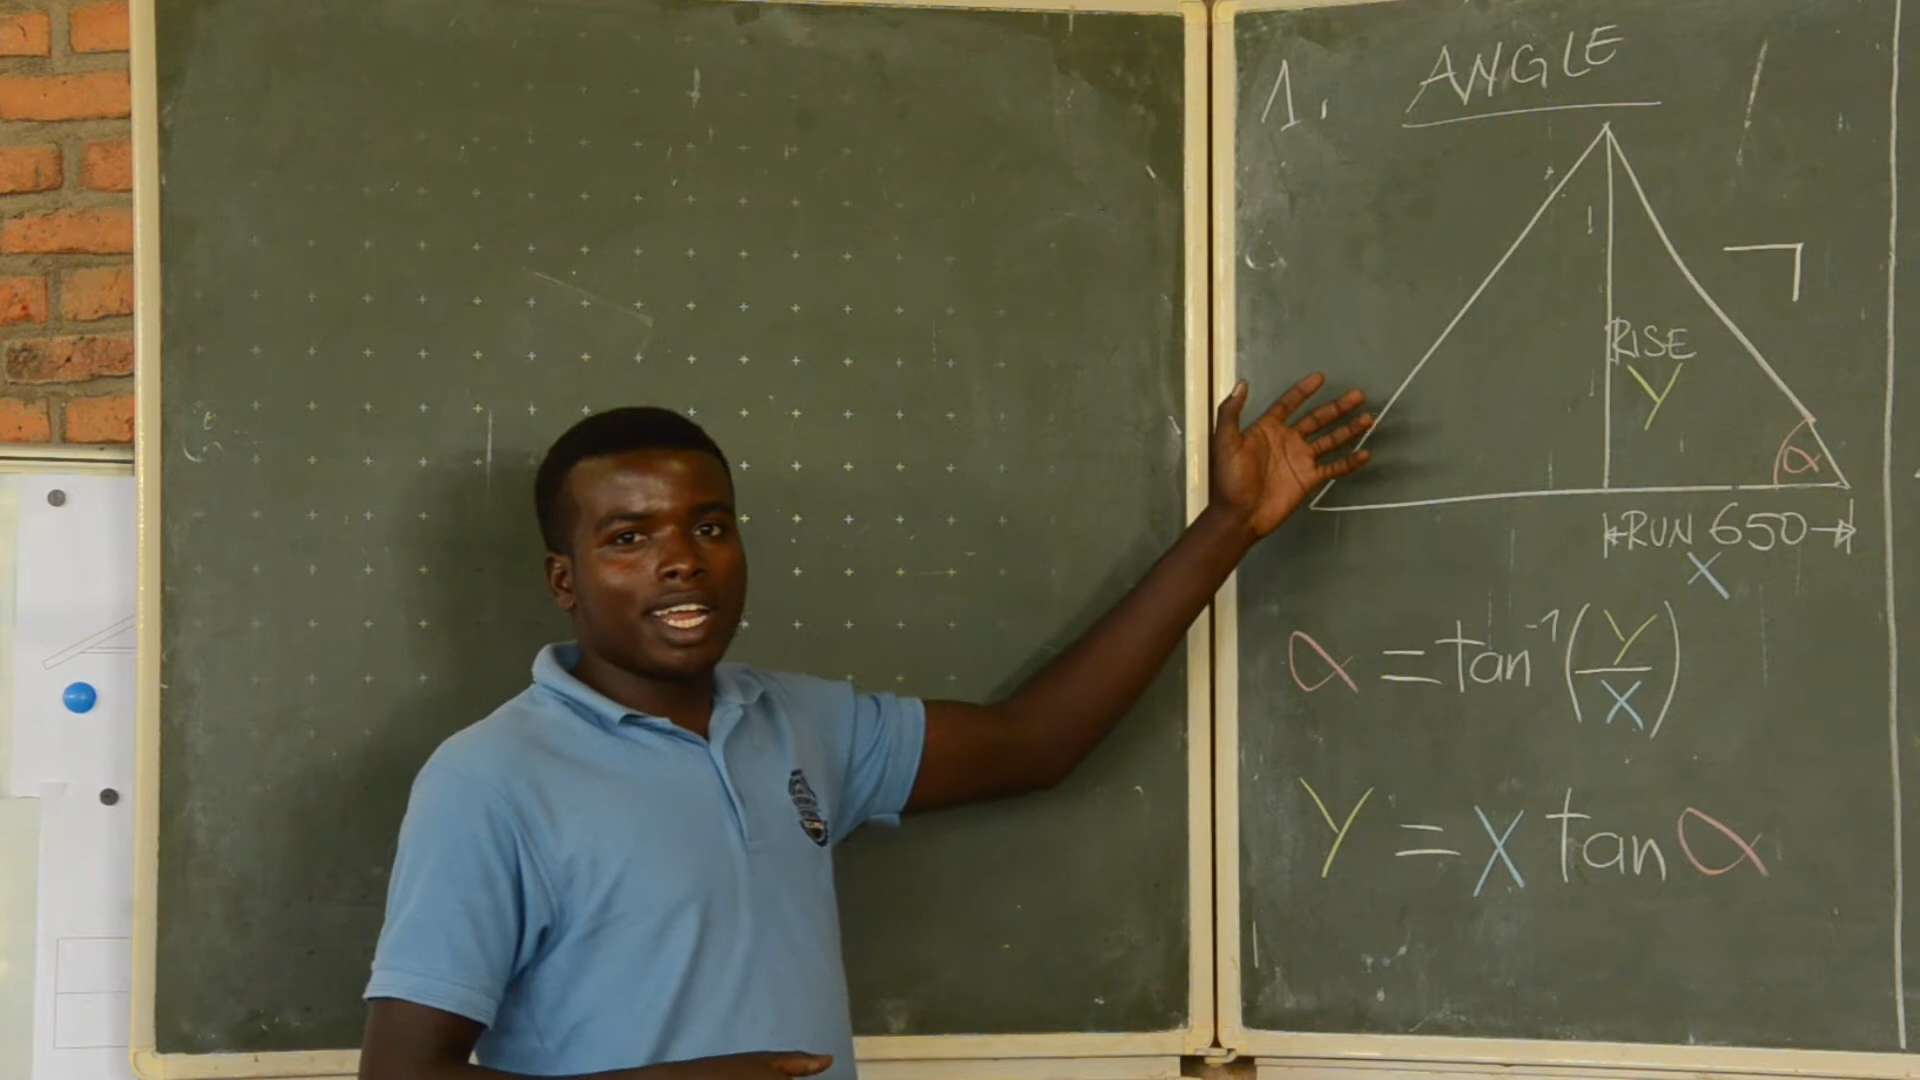 1. ANGLE
RISE
Y
α
RUN 650
X
α = tan⁻¹(Y/X)
Y = X tan α